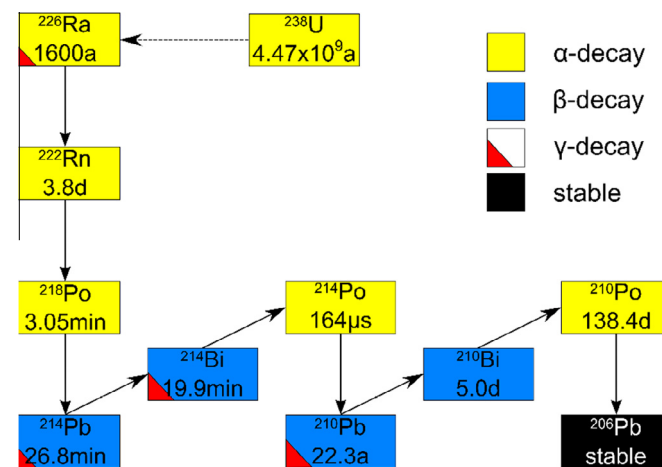 ²²⁶Ra
1600a
²³⁸U
4.47x10⁹a
α-decay
β-decay
γ-decay
stable
²²²Rn
3.8d
²¹⁸Po
3.05min
²¹⁴Po
164µs
²¹⁰Po
138.4d
²¹⁴Bi
19.9min
²¹⁰Bi
5.0d
²¹⁴Pb
26.8min
²¹⁰Pb
22.3a
²⁰⁶Pb
stable